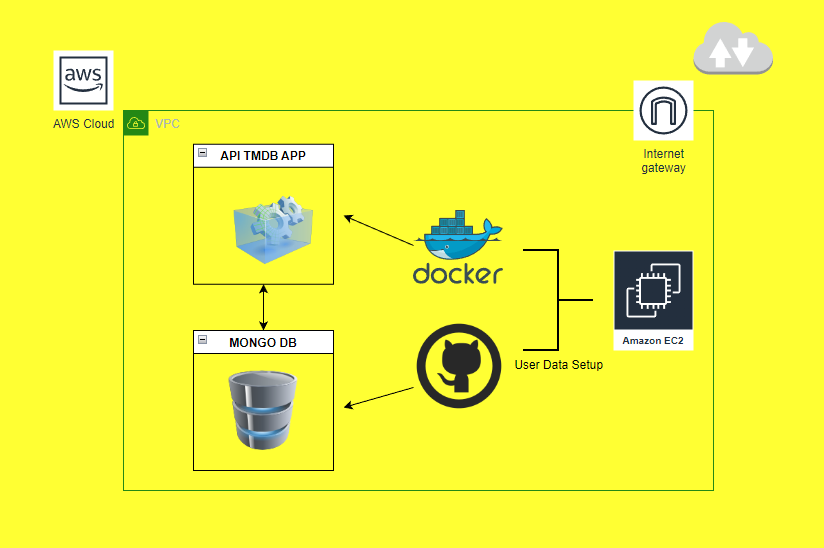 aws
AWS Cloud
VPC
Internet
gateway
API TMDB APP
docker
Amazon EC2
MONGO DB
User Data Setup